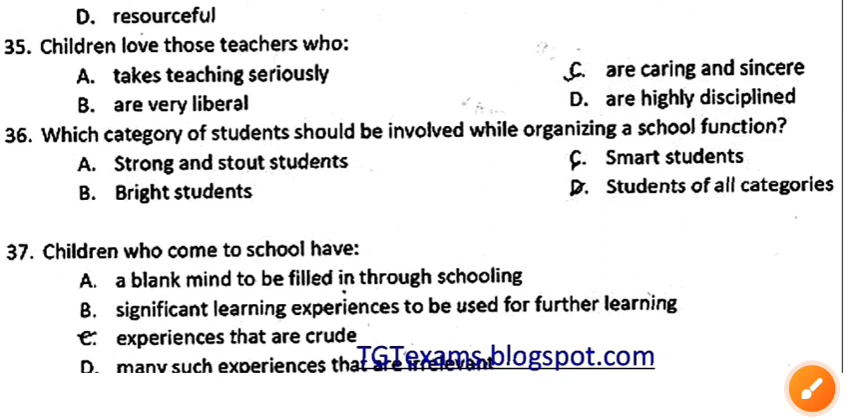 D. resourceful
35. Children love those teachers who:
A. takes teaching seriously
C. are caring and sincere
B. are very liberal
D. are highly disciplined
36. Which category of students should be involved while organizing a school function?
A. Strong and stout students
C. Smart students
B. Bright students
D. Students of all categories
37. Children who come to school have:
A. a blank mind to be filled in through schooling
B. significant learning experiences to be used for further learning
C. experiences that are crude
D. many such experiences that are irrelevant
TGTexams.blogspot.com